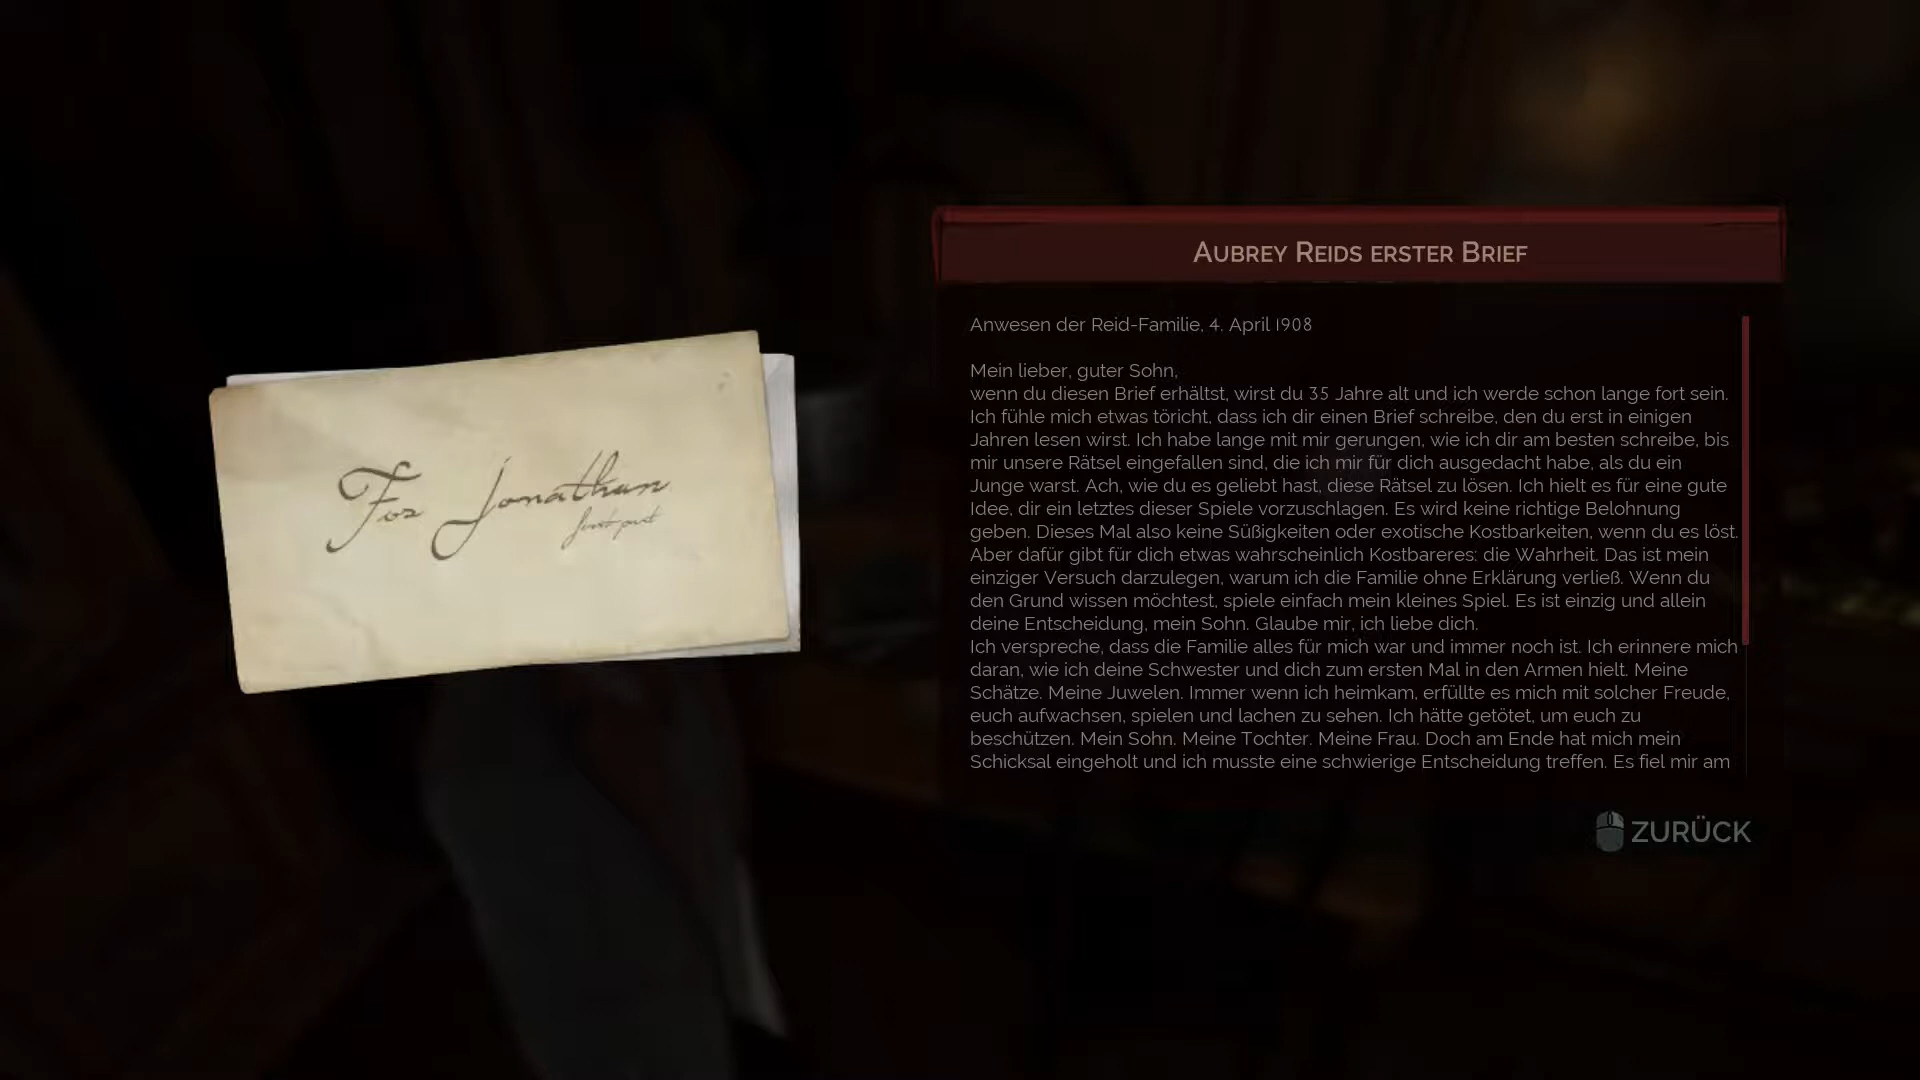 For Jonathan
first part
AUBREY REIDS ERSTER BRIEF
Anwesen der Reid-Familie, 4. April 1908
Mein lieber, guter Sohn,
wenn du diesen Brief erhältst, wirst du 35 Jahre alt und ich werde schon lange fort sein.
Ich fühle mich etwas töricht, dass ich dir einen Brief schreibe, den du erst in einigen
Jahren lesen wirst. Ich habe lange mit mir gerungen, wie ich dir am besten schreibe, bis
mir unsere Rätsel eingefallen sind, die ich mir für dich ausgedacht habe, als du ein
Junge warst. Ach, wie du es geliebt hast, diese Rätsel zu lösen. Ich hielt es für eine gute
Idee, dir ein letztes dieser Spiele vorzuschlagen. Es wird keine richtige Belohnung
geben. Dieses Mal also keine Süßigkeiten oder exotische Kostbarkeiten, wenn du es löst.
Aber dafür gibt für dich etwas wahrscheinlich Kostbareres: die Wahrheit. Das ist mein
einziger Versuch darzulegen, warum ich die Familie ohne Erklärung verließ. Wenn du
den Grund wissen möchtest, spiele einfach mein kleines Spiel. Es ist einzig und allein
deine Entscheidung, mein Sohn. Glaube mir, ich liebe dich.
Ich verspreche, dass die Familie alles für mich war und immer noch ist. Ich erinnere mich
daran, wie ich deine Schwester und dich zum ersten Mal in den Armen hielt. Meine
Schätze. Meine Juwelen. Immer wenn ich heimkam, erfüllte es mich mit solcher Freude,
euch aufwachsen, spielen und lachen zu sehen. Ich hätte getötet, um euch zu
beschützen. Mein Sohn. Meine Tochter. Meine Frau. Doch am Ende hat mich mein
Schicksal eingeholt und ich musste eine schwierige Entscheidung treffen. Es fiel mir am
ZURÜCK